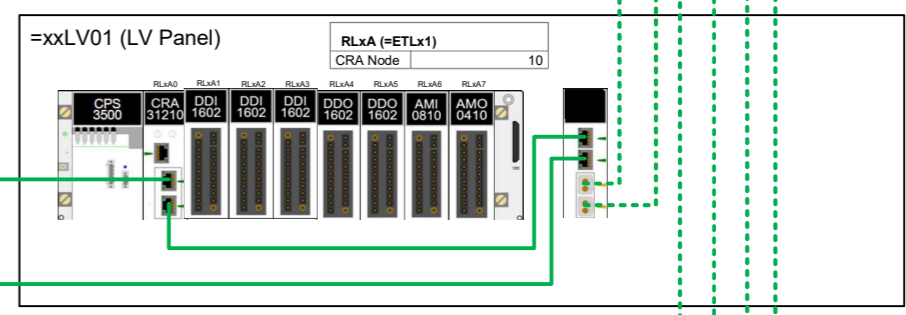 =xxLV01 (LV Panel)
RLxA (=ETLx1)
CRA Node 10
RLxA0 RLxA1 RLxA2 RLxA3 RLxA4 RLxA5 RLxA6 RLxA7
CPS CRA DDI DDI DDI DDO DDO AMI AMO
3500 31210 1602 1602 1602 1602 1602 0810 0410